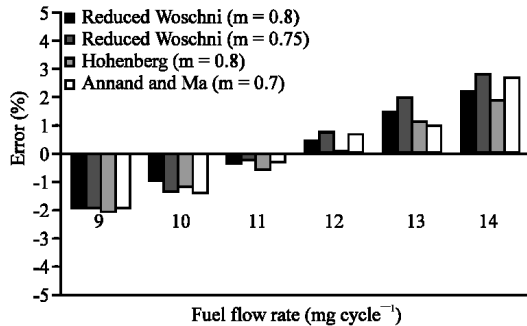 Reduced Woschni (m = 0.8)
Reduced Woschni (m = 0.75)
Hohenberg (m = 0.8)
Annand and Ma (m = 0.7)
Error (%)
5
4
3
2
1
0
-1
-2
-3
-4
-5
9 10 11 12 13 14
Fuel flow rate (mg cycle⁻¹)